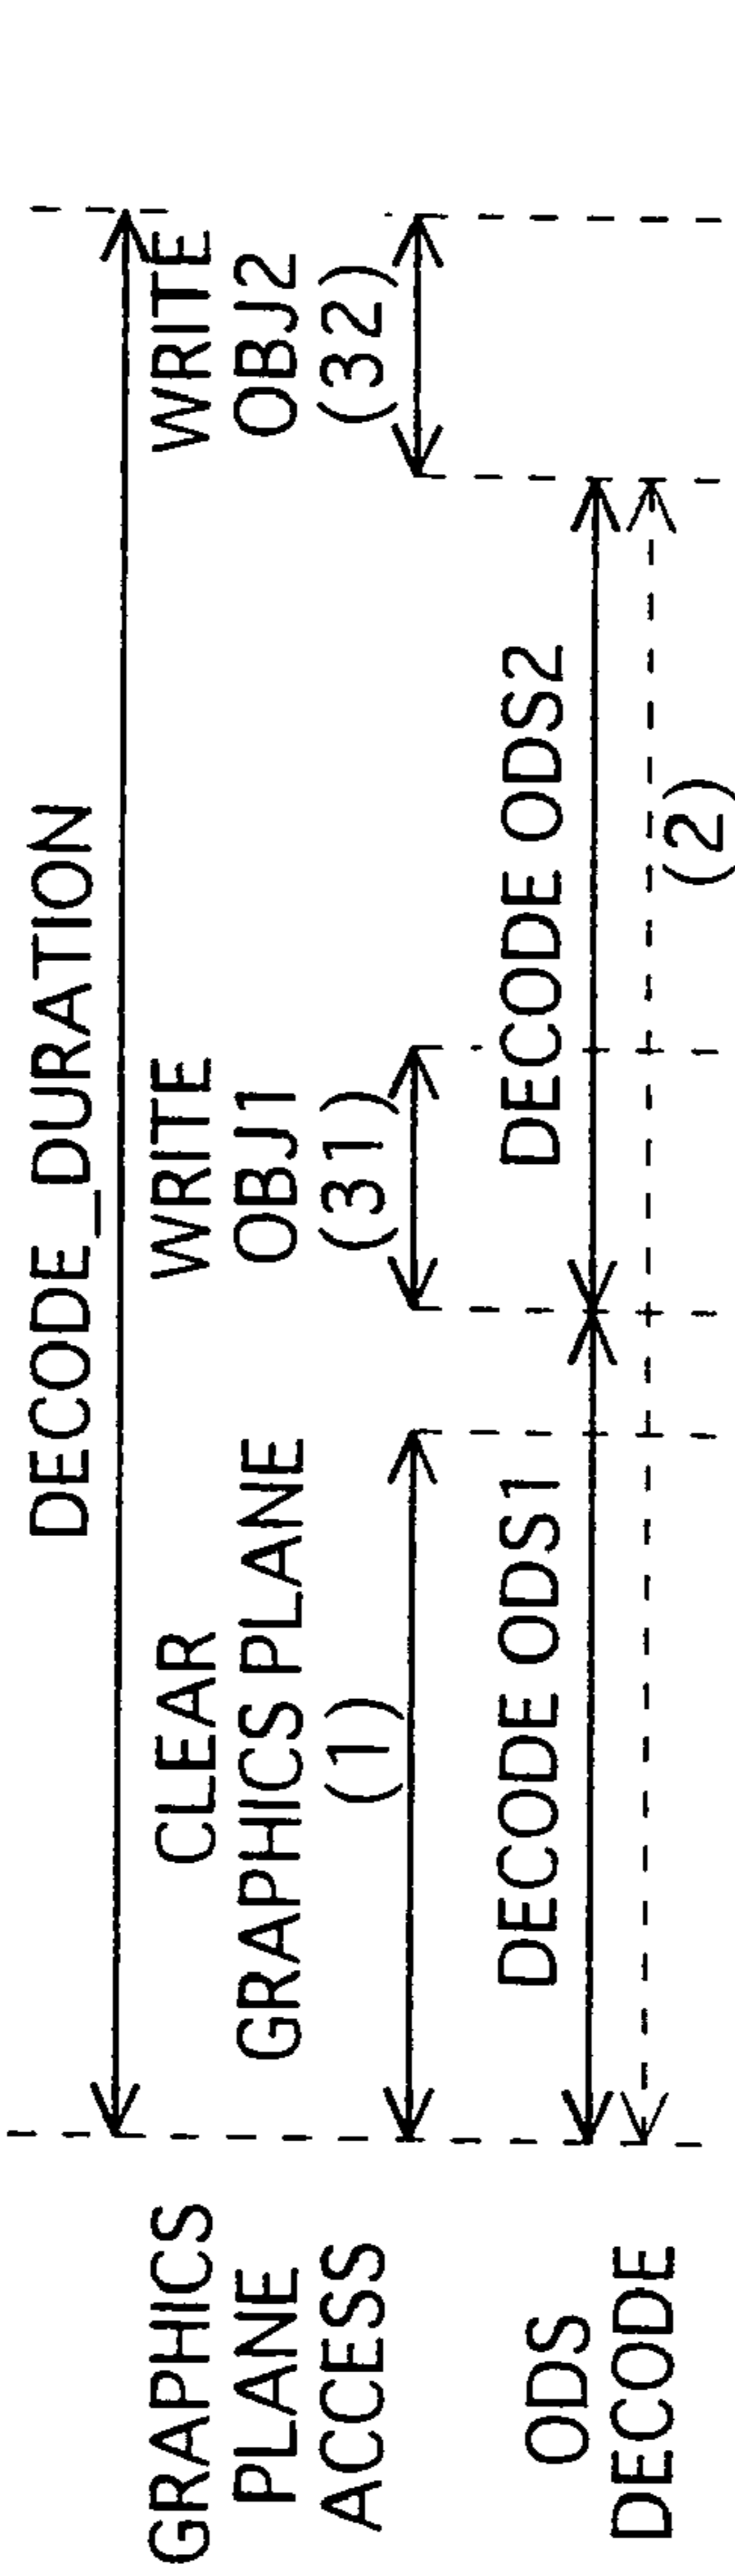 DECODE_DURATION
GRAPHICS
PLANE
ACCESS
CLEAR
GRAPHICS PLANE
(1)
WRITE
OBJ1
(31)
WRITE
OBJ2
(32)
ODS
DECODE
DECODE ODS1
DECODE ODS2
(2)